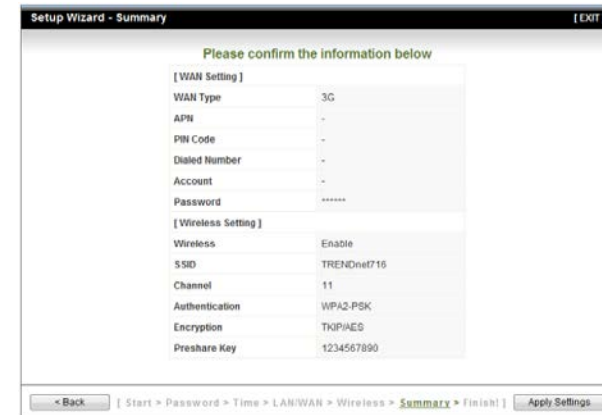 Setup Wizard - Summary [EXIT
Please confirm the information below
[ WAN Setting ]
WAN Type 3G
APN -
PIN Code -
Dialed Number -
Account -
Password ******
[ Wireless Setting ]
Wireless Enable
SSID TRENDnet716
Channel 11
Authentication WPA2-PSK
Encryption TKIP/AES
Preshare Key 1234567890
< Back [ Start > Password > Time > LAN/WAN > Wireless > Summary > Finish! ] Apply Settings